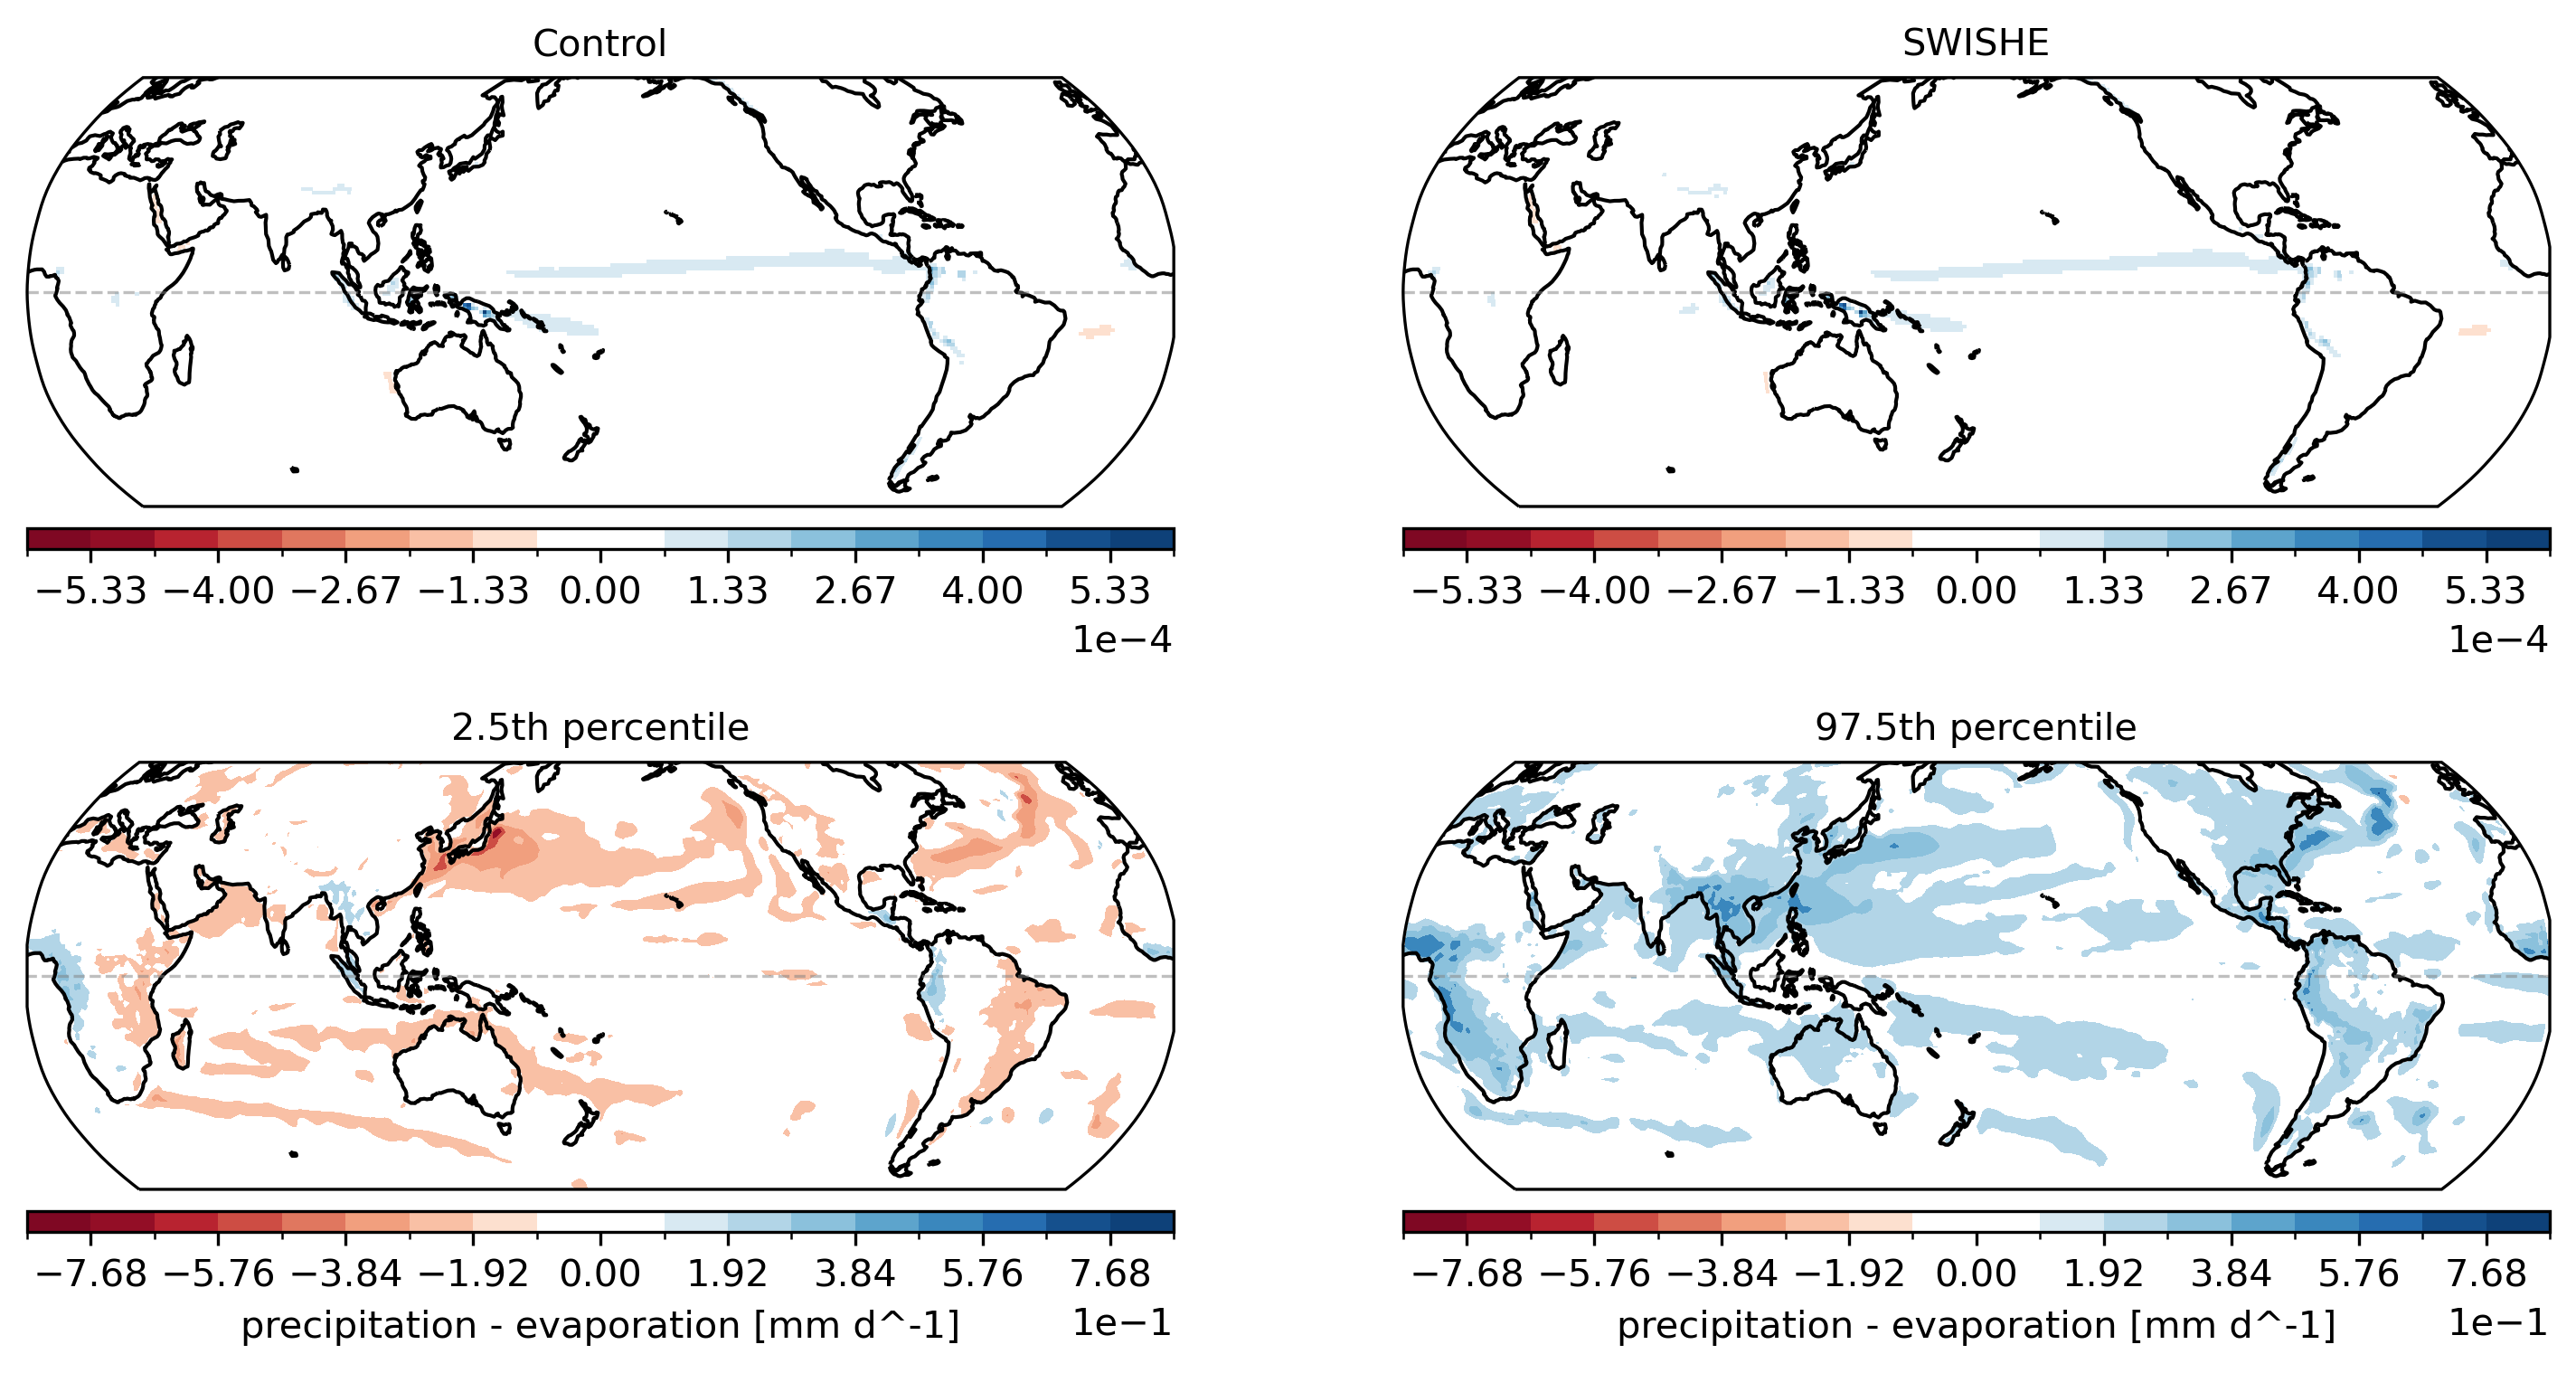 Control
SWISHE
−5.33 −4.00 −2.67 −1.33 0.00 1.33 2.67 4.00 5.33
1e−4
−5.33 −4.00 −2.67 −1.33 0.00 1.33 2.67 4.00 5.33
1e−4
2.5th percentile
97.5th percentile
−7.68 −5.76 −3.84 −1.92 0.00 1.92 3.84 5.76 7.68
precipitation - evaporation [mm d^-1]
1e−1
−7.68 −5.76 −3.84 −1.92 0.00 1.92 3.84 5.76 7.68
precipitation - evaporation [mm d^-1]
1e−1